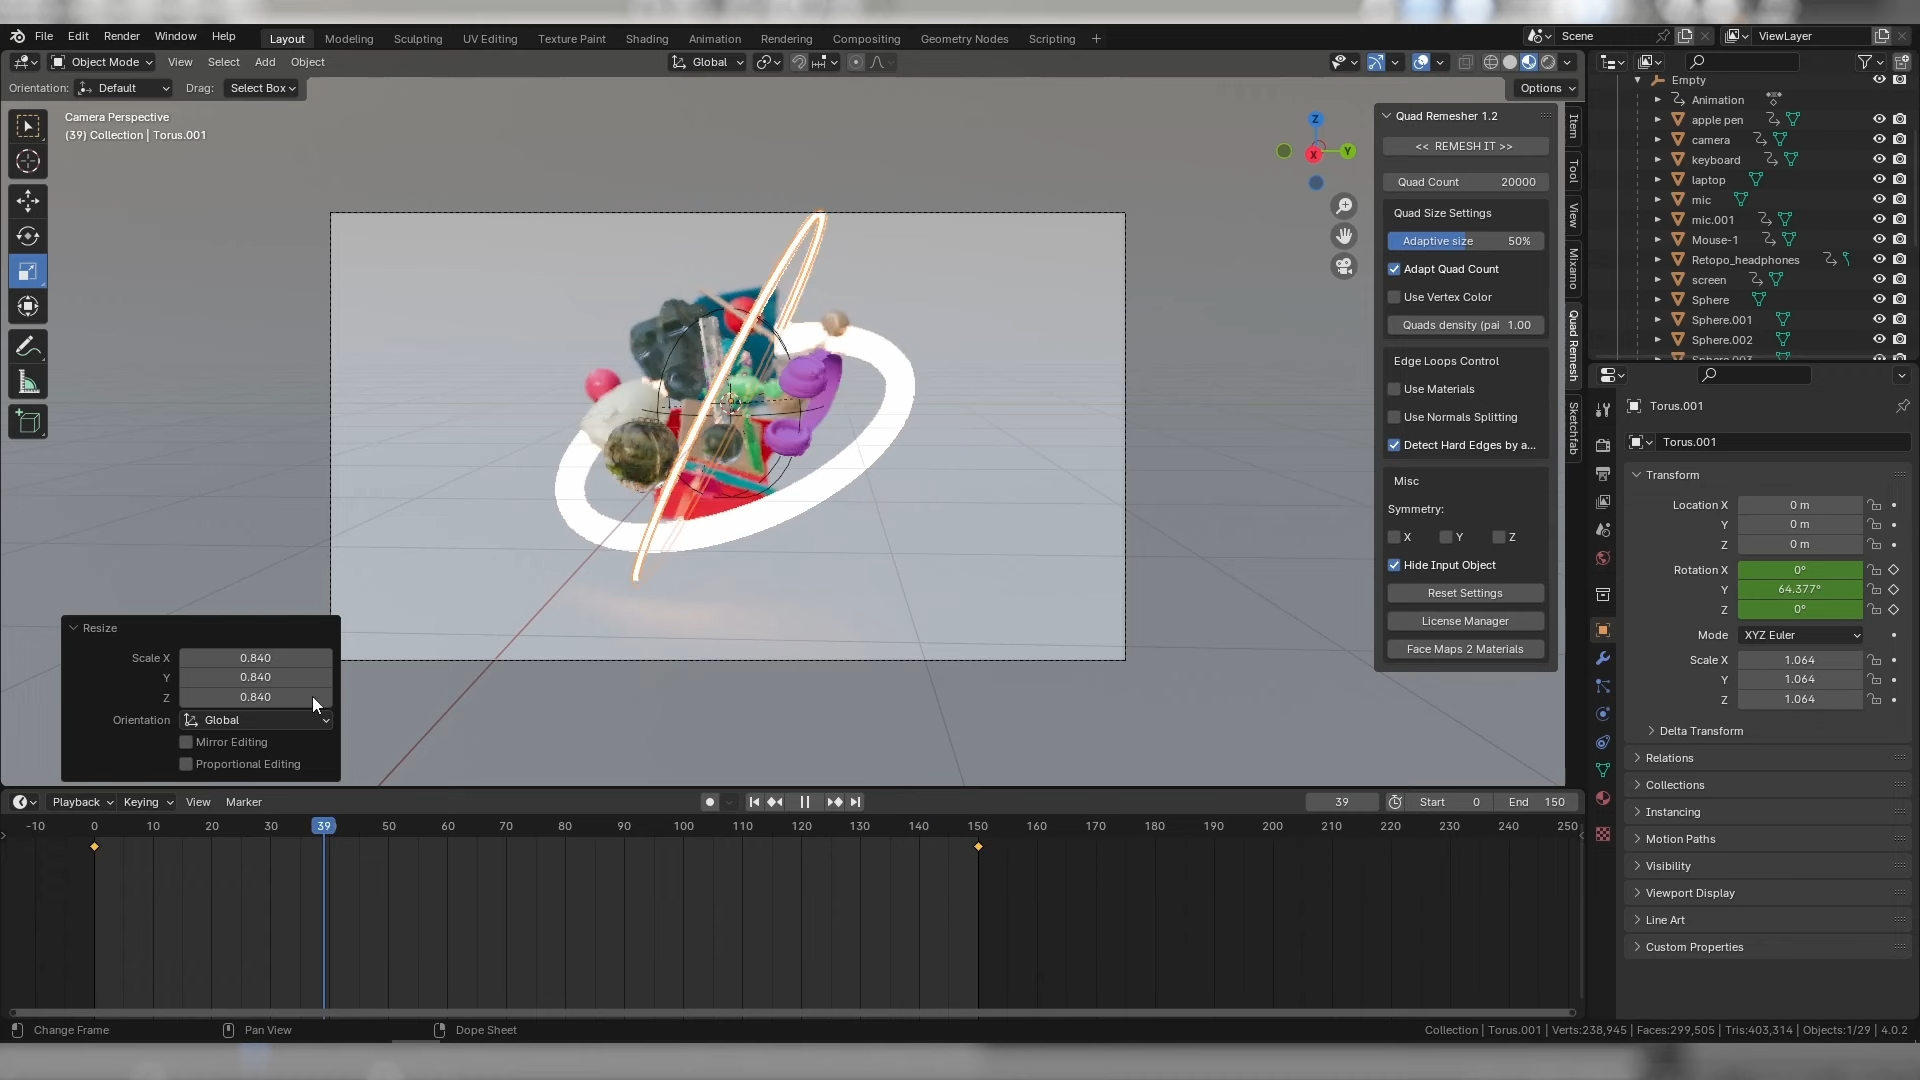 File Edit Render Window Help
Layout Modeling Sculpting UV Editing Texture Paint Shading Animation Rendering Compositing Geometry Nodes Scripting +
Scene
ViewLayer
Object Mode View Select Add Object
Global
Orientation: Default Drag: Select Box
Options
Camera Perspective
(39) Collection | Torus.001
Z
Y
X
Quad Remesher 1.2
<< REMESH IT >>
Quad Count 20000
Quad Size Settings
Adaptive size 50%
Adapt Quad Count
Use Vertex Color
Quads density (pai 1.00
Edge Loops Control
Use Materials
Use Normals Splitting
Detect Hard Edges by a...
Misc
Symmetry:
X Y Z
Hide Input Object
Reset Settings
License Manager
Face Maps 2 Materials
Item
Tool
View
Mixamo
Quad Remesh
Sketchfab
Empty
Animation
apple pen
camera
keyboard
laptop
mic
mic.001
Mouse-1
Retopo_headphones
screen
Sphere
Sphere.001
Sphere.002
Sphere.003
Torus.001
Torus.001
Transform
Location X 0 m
Y 0 m
Z 0 m
Rotation X 0°
Y 64.377°
Z 0°
Mode XYZ Euler
Scale X 1.064
Y 1.064
Z 1.064
Delta Transform
Relations
Collections
Instancing
Motion Paths
Visibility
Viewport Display
Line Art
Custom Properties
Resize
Scale X 0.840
Y 0.840
Z 0.840
Orientation Global
Mirror Editing
Proportional Editing
Playback Keying View Marker
39 Start 0 End 150
-10 0 10 20 30 39 50 60 70 80 90 100 110 120 130 140 150 160 170 180 190 200 210 220 230 240 250
Change Frame Pan View Dope Sheet
Collection | Torus.001 | Verts:238,945 | Faces:299,505 | Tris:403,314 | Objects:1/29 | 4.0.2